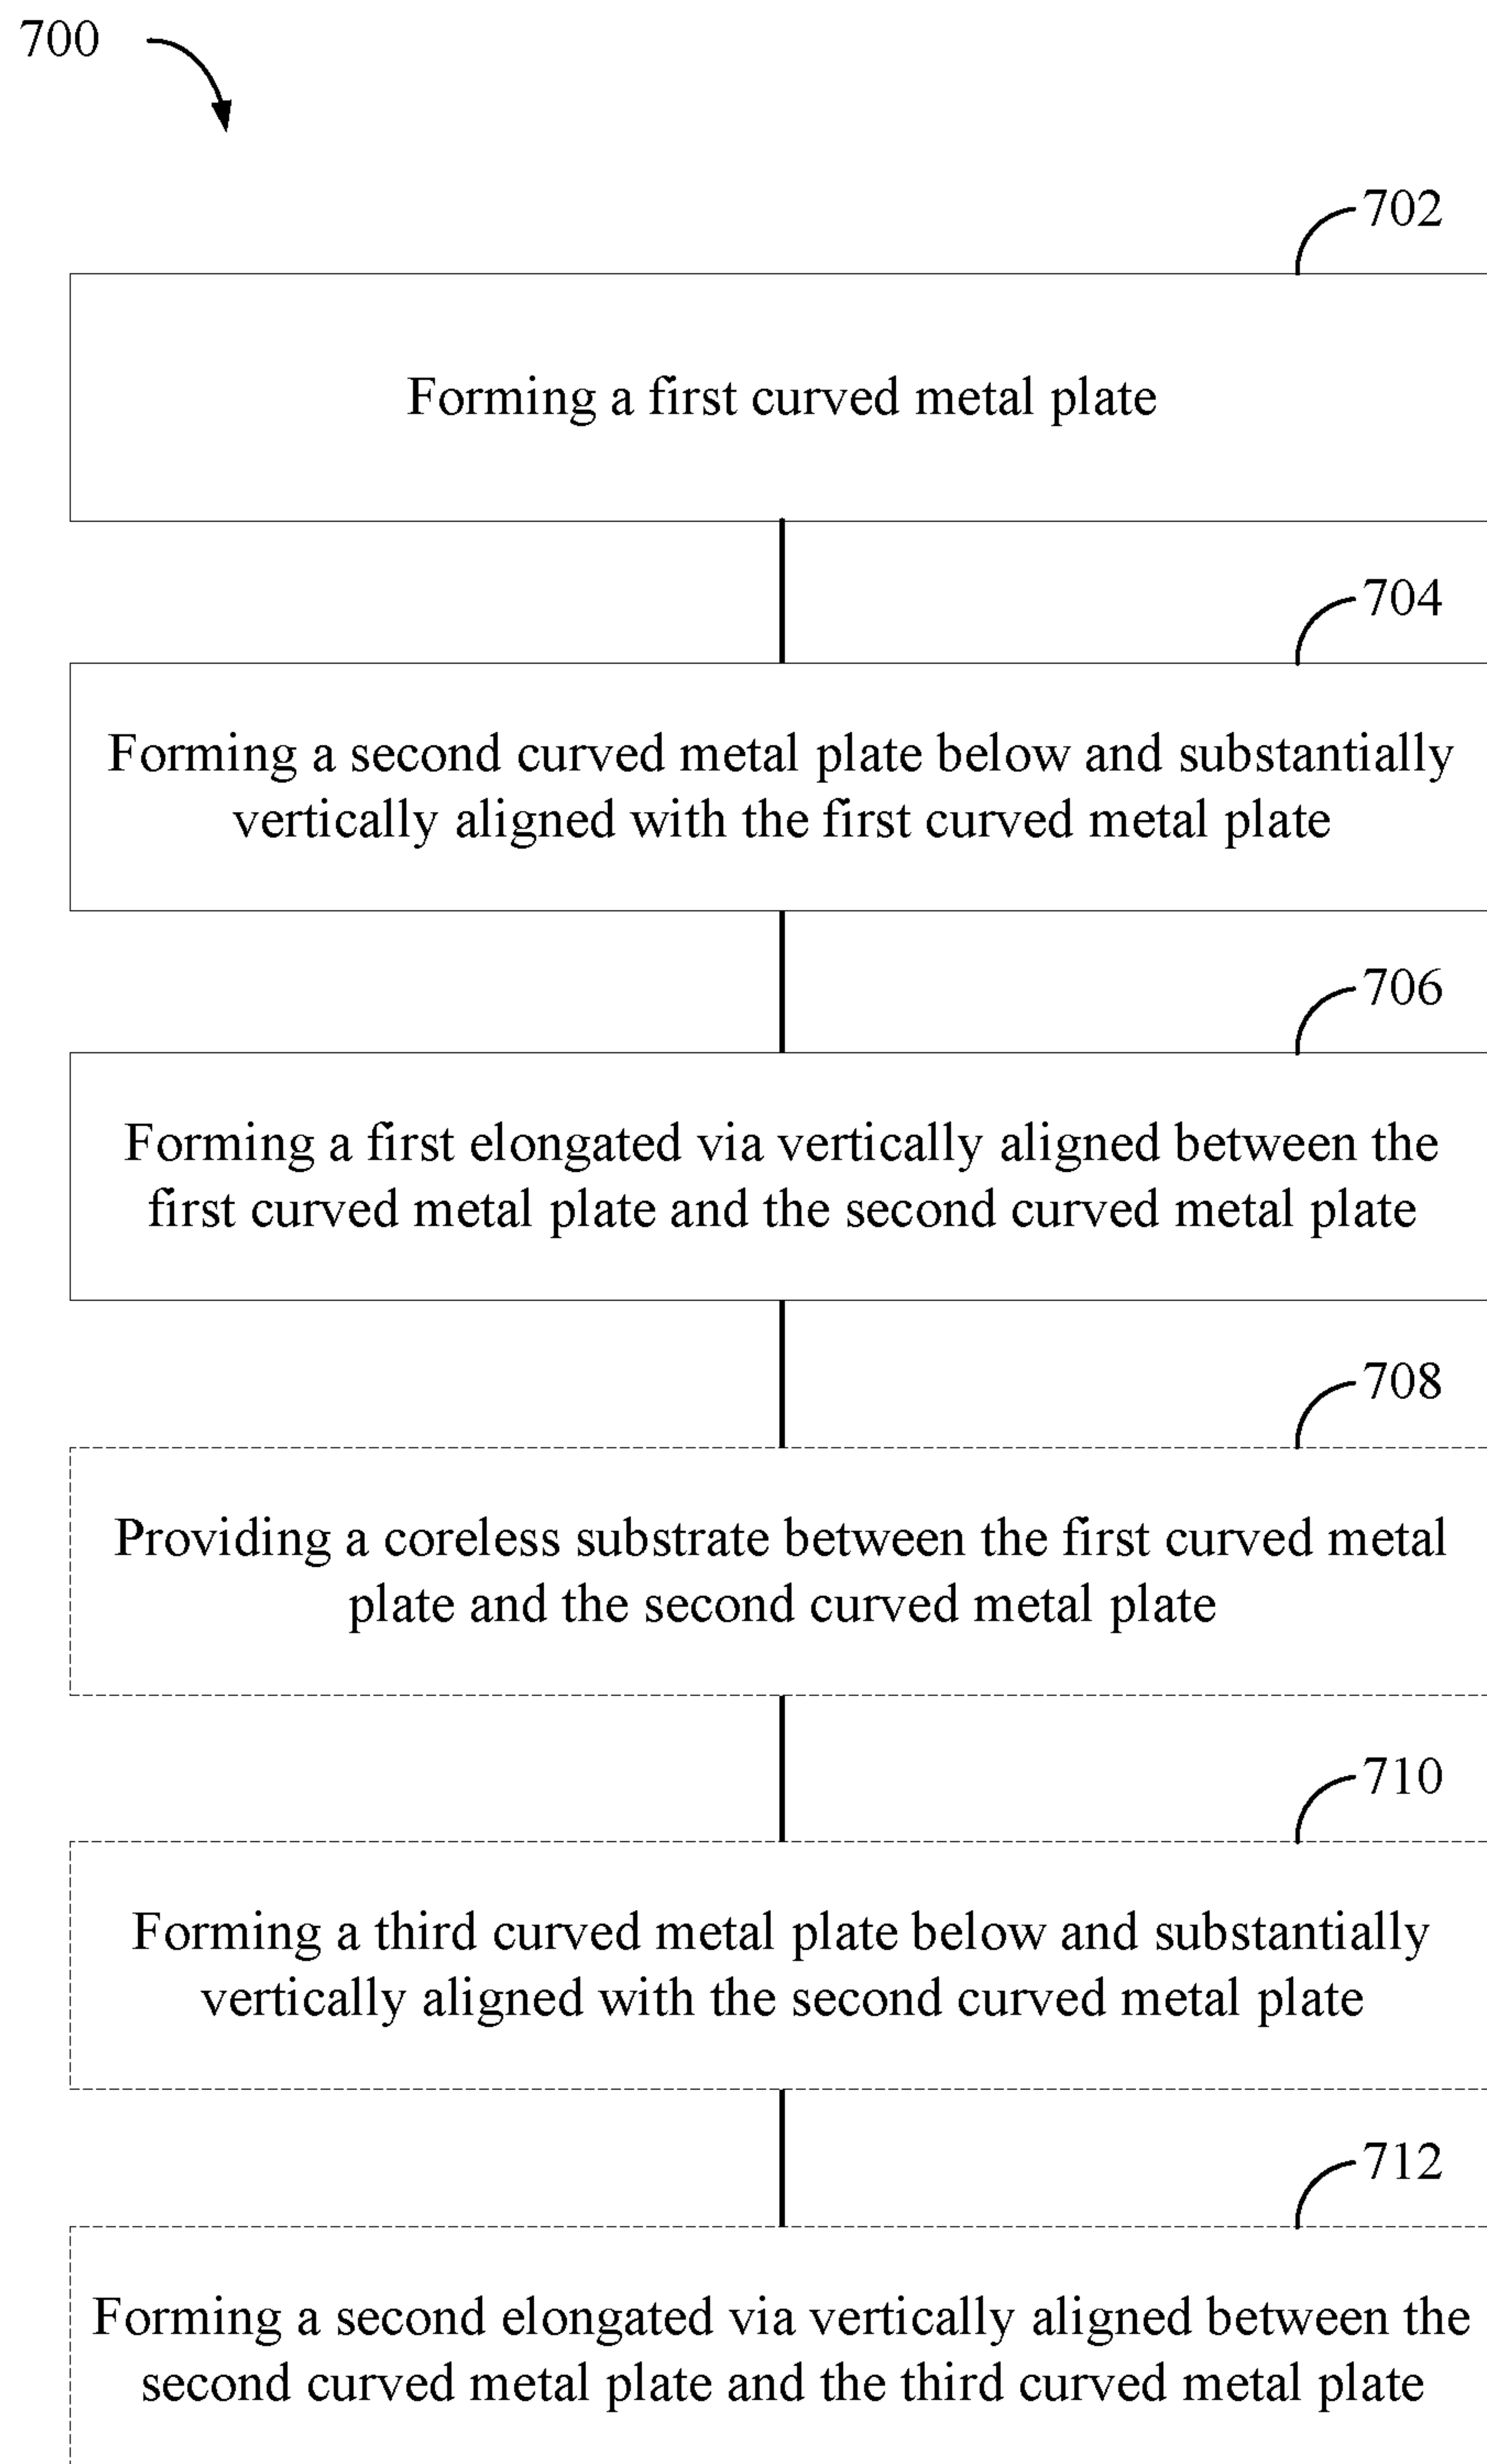 700
702
Forming a first curved metal plate
704
Forming a second curved metal plate below and substantially
vertically aligned with the first curved metal plate
706
Forming a first elongated via vertically aligned between the
first curved metal plate and the second curved metal plate
708
Providing a coreless substrate between the first curved metal
plate and the second curved metal plate
710
Forming a third curved metal plate below and substantially
vertically aligned with the second curved metal plate
712
Forming a second elongated via vertically aligned between the
second curved metal plate and the third curved metal plate